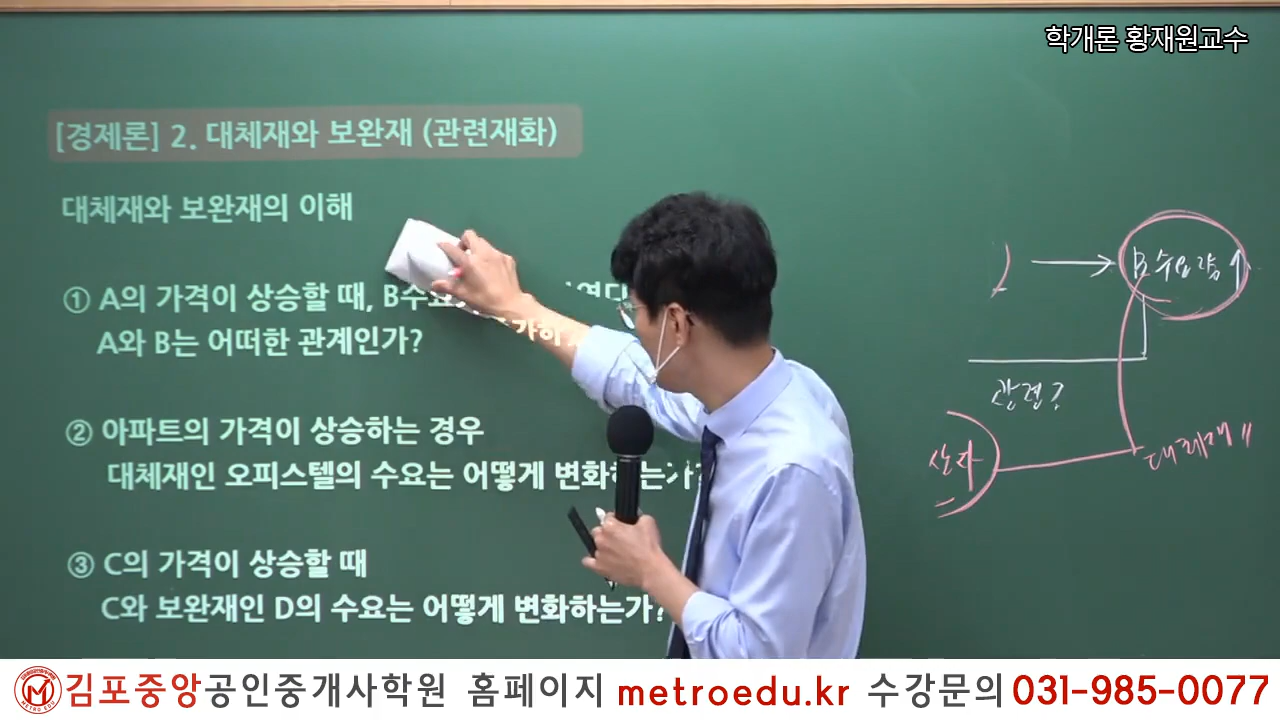 학개론 황재원교수
[경제론] 2. 대체재와 보완재 (관련재화)
대체재와 보완재의 이해
① A의 가격이 상승할 때,
A와 B는 어떠한 관계인가?
② 아파트의 가격이 상승하는 경우
대체재인 오피스텔의 수요는 어떻게 변화하는가?
③ C의 가격이 상승할 때
C와 보완재인 D의 수요는 어떻게 변화하는가?
B 수요량 ↑
관계?
대체재 "
METRO EDU
김포중앙공인중개사학원 홈페이지 metroedu.kr 수강문의 031-985-0077